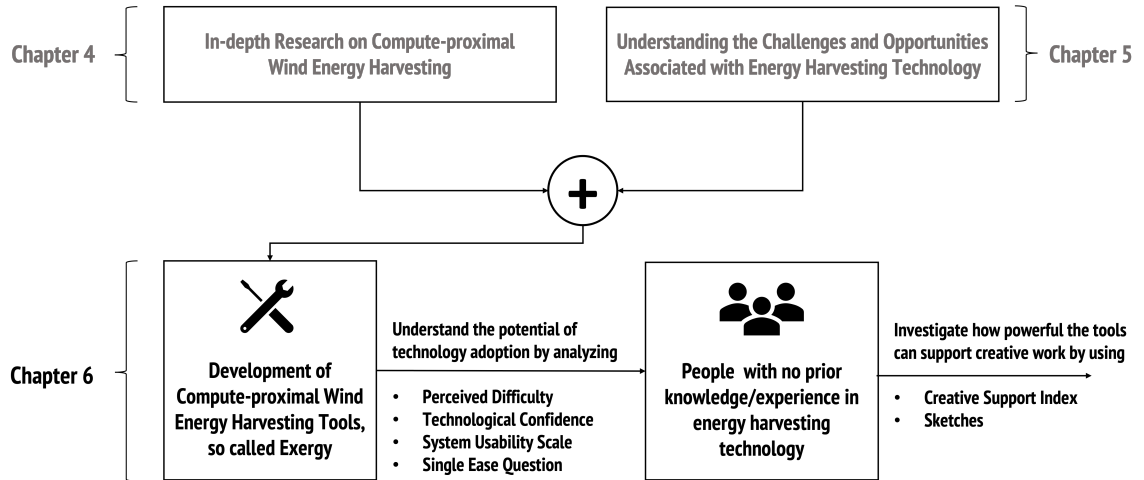 Chapter 4
In-depth Research on Compute-proximal
Wind Energy Harvesting
Understanding the Challenges and Opportunities
Associated with Energy Harvesting Technology
Chapter 5
+
Chapter 6
Development of
Compute-proximal Wind
Energy Harvesting Tools,
so called Exergy
Understand the potential of
technology adoption by analyzing
• Perceived Difficulty
• Technological Confidence
• System Usability Scale
• Single Ease Question
People with no prior
knowledge/experience in
energy harvesting
technology
Investigate how powerful the tools
can support creative work by using
• Creative Support Index
• Sketches